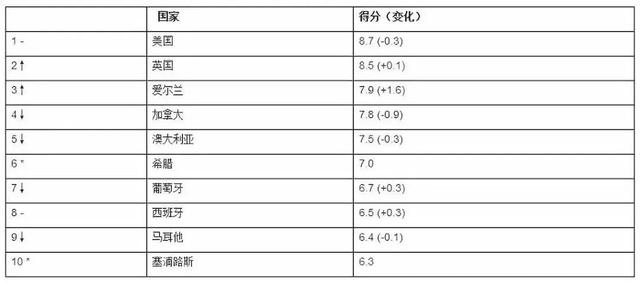 国家 得分（变化）
1 - 美国 8.7 (-0.3)
2↑ 英国 8.5 (+0.1)
3↑ 爱尔兰 7.9 (+1.6)
4↓ 加拿大 7.8 (-0.9)
5↓ 澳大利亚 7.5 (-0.3)
6 * 希腊 7.0
7↓ 葡萄牙 6.7 (+0.3)
8 - 西班牙 6.5 (+0.3)
9↓ 马耳他 6.4 (-0.1)
10 * 塞浦路斯 6.3